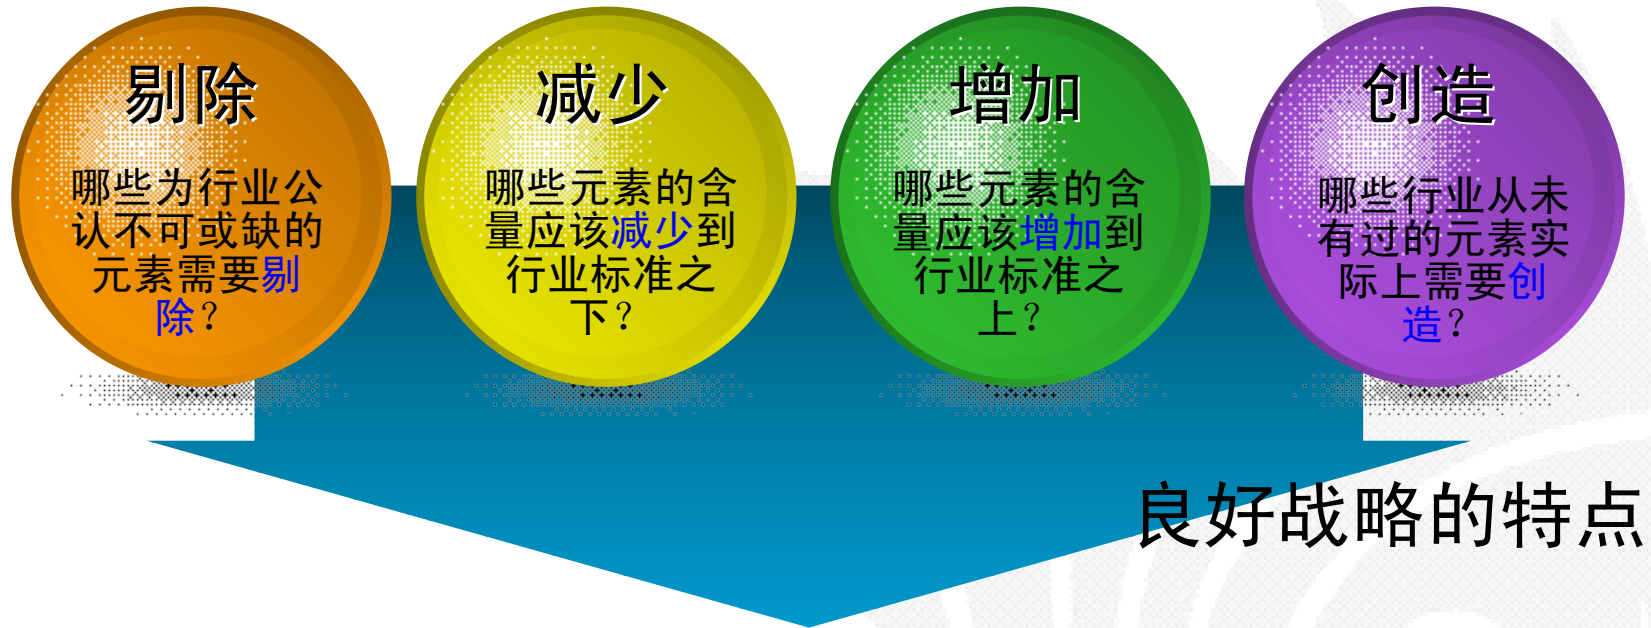 剔除
哪些为行业公
认不可或缺的
元素需要剔
除？
减少
哪些元素的含
量应该减少到
行业标准之
下？
增加
哪些元素的含
量应该增加到
行业标准之
上？
创造
哪些行业从未
有过的元素实
际上需要创
造？
良好战略的特点